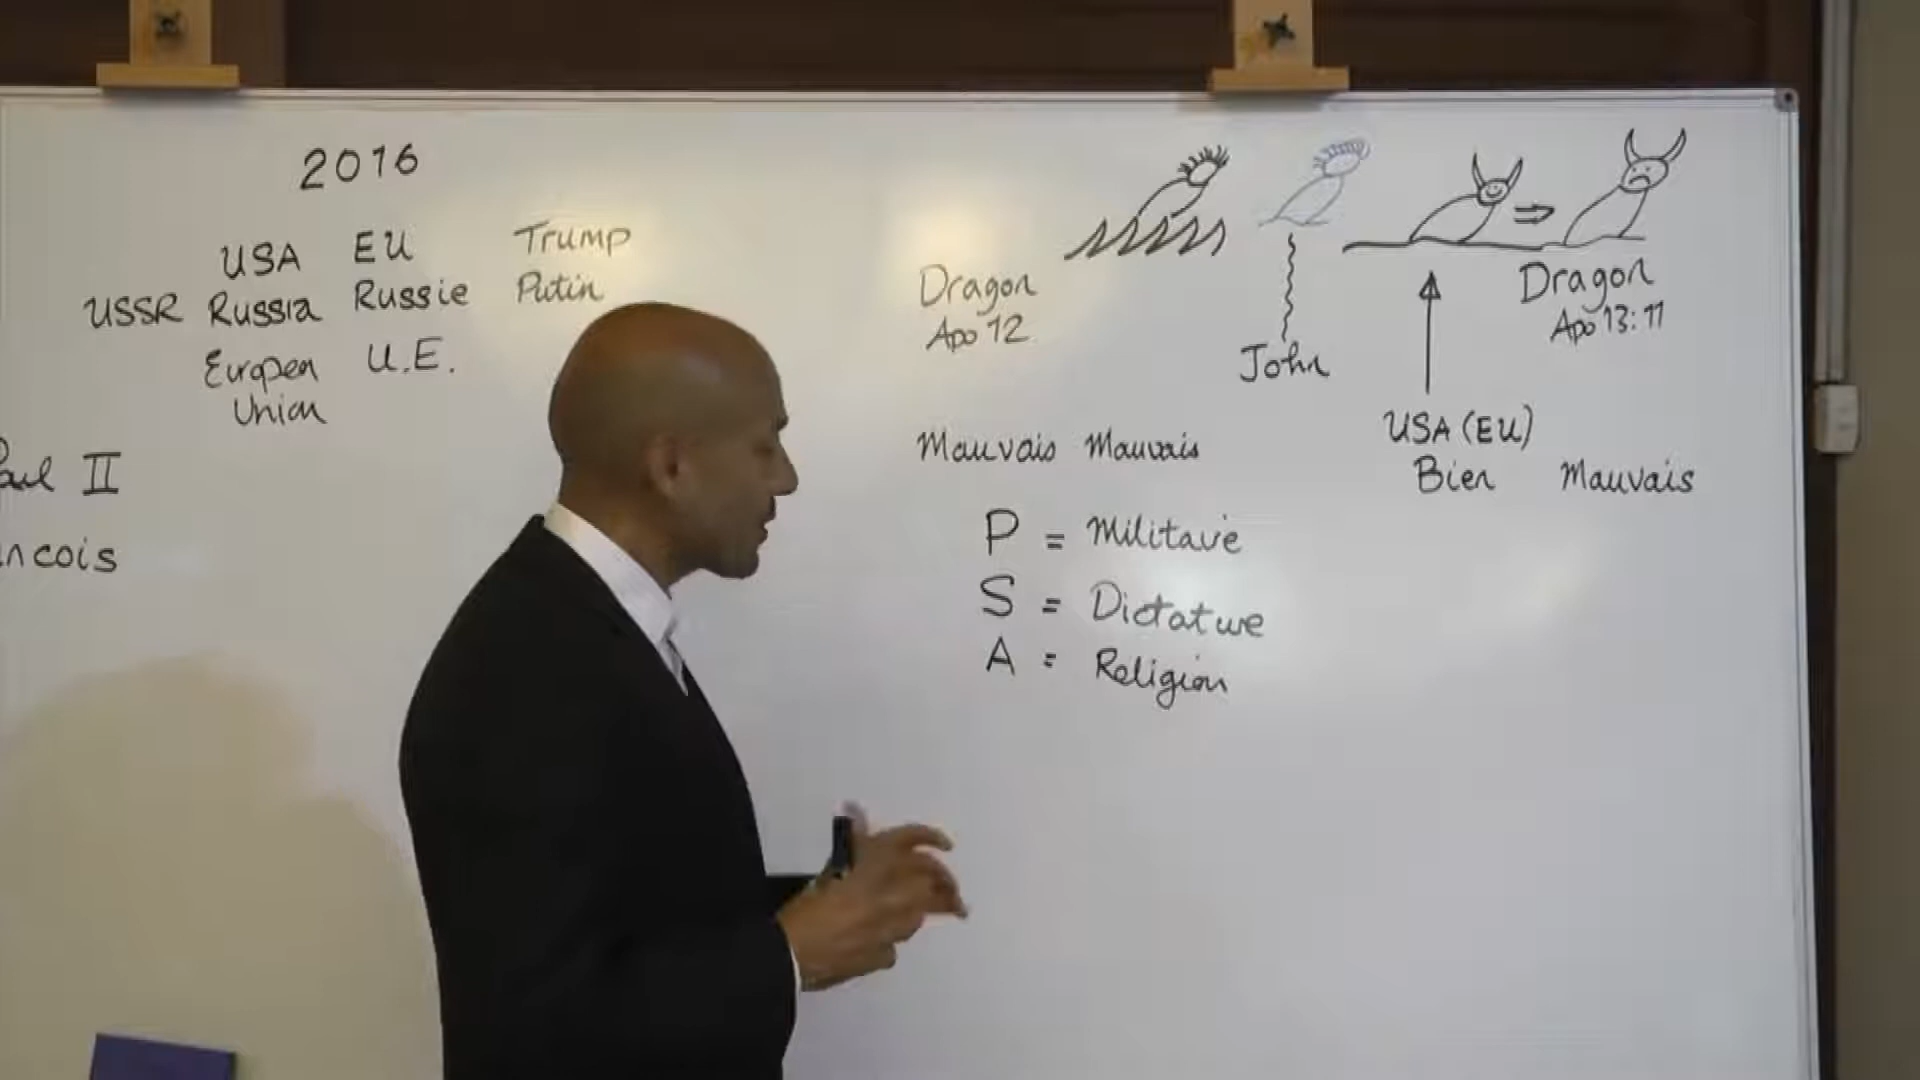 2016
USA EU Trump
USSR Russia Russie Putin
Europen U.E.
Union
II
ncois
Dragon
Apo 12
John
Dragon
Apo 13:11
USA (EU)
Mauvais Mauvais Bien Mauvais
P = Militaire
S = Dictature
A = Religion